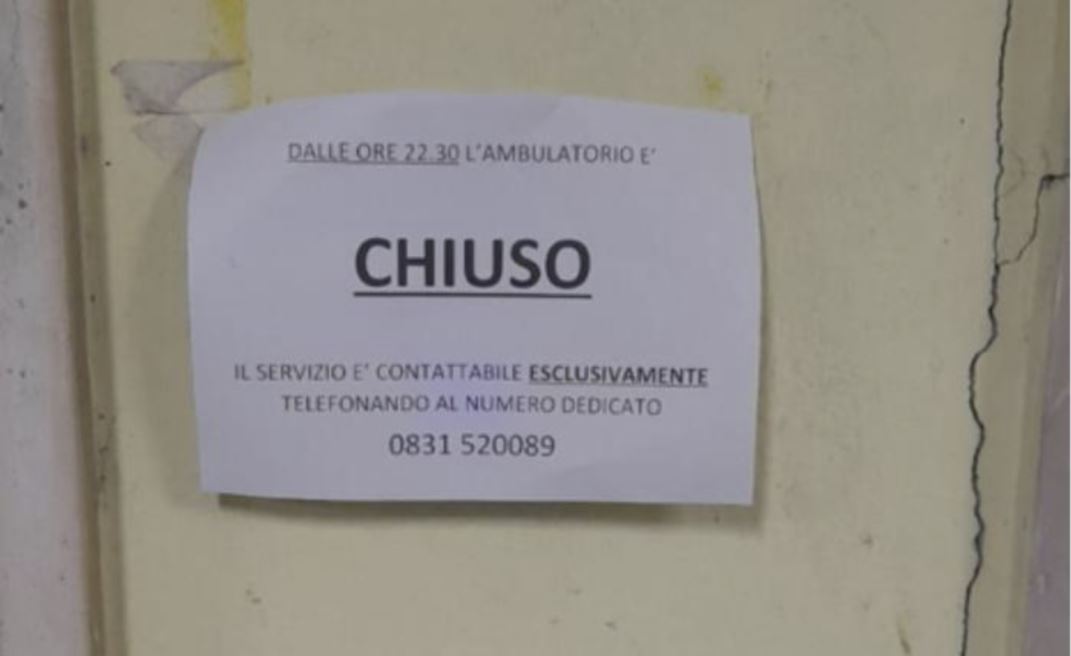 DALLE ORE 22.30 L'AMBULATORIO E'
CHIUSO
IL SERVIZIO E' CONTATTABILE ESCLUSIVAMENTE
TELEFONANDO AL NUMERO DEDICATO
0831 520089